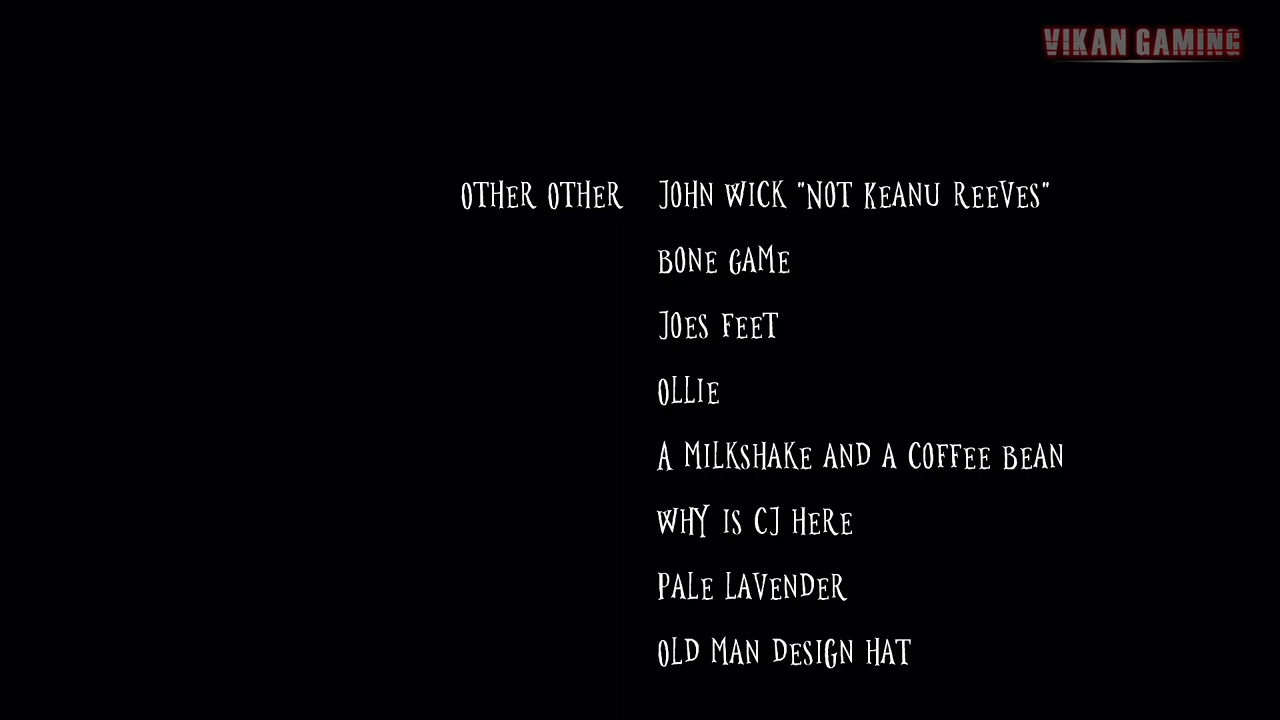 VIKAN GAMING
OTHER OTHER JOHN WICK "NOT KEANU REEVES"
BONE GAME
JOES FEET
OLLIE
A MILKSHAKE AND A COFFEE BEAN
WHY IS CJ HERE
PALE LAVENDER
OLD MAN DESIGN HAT